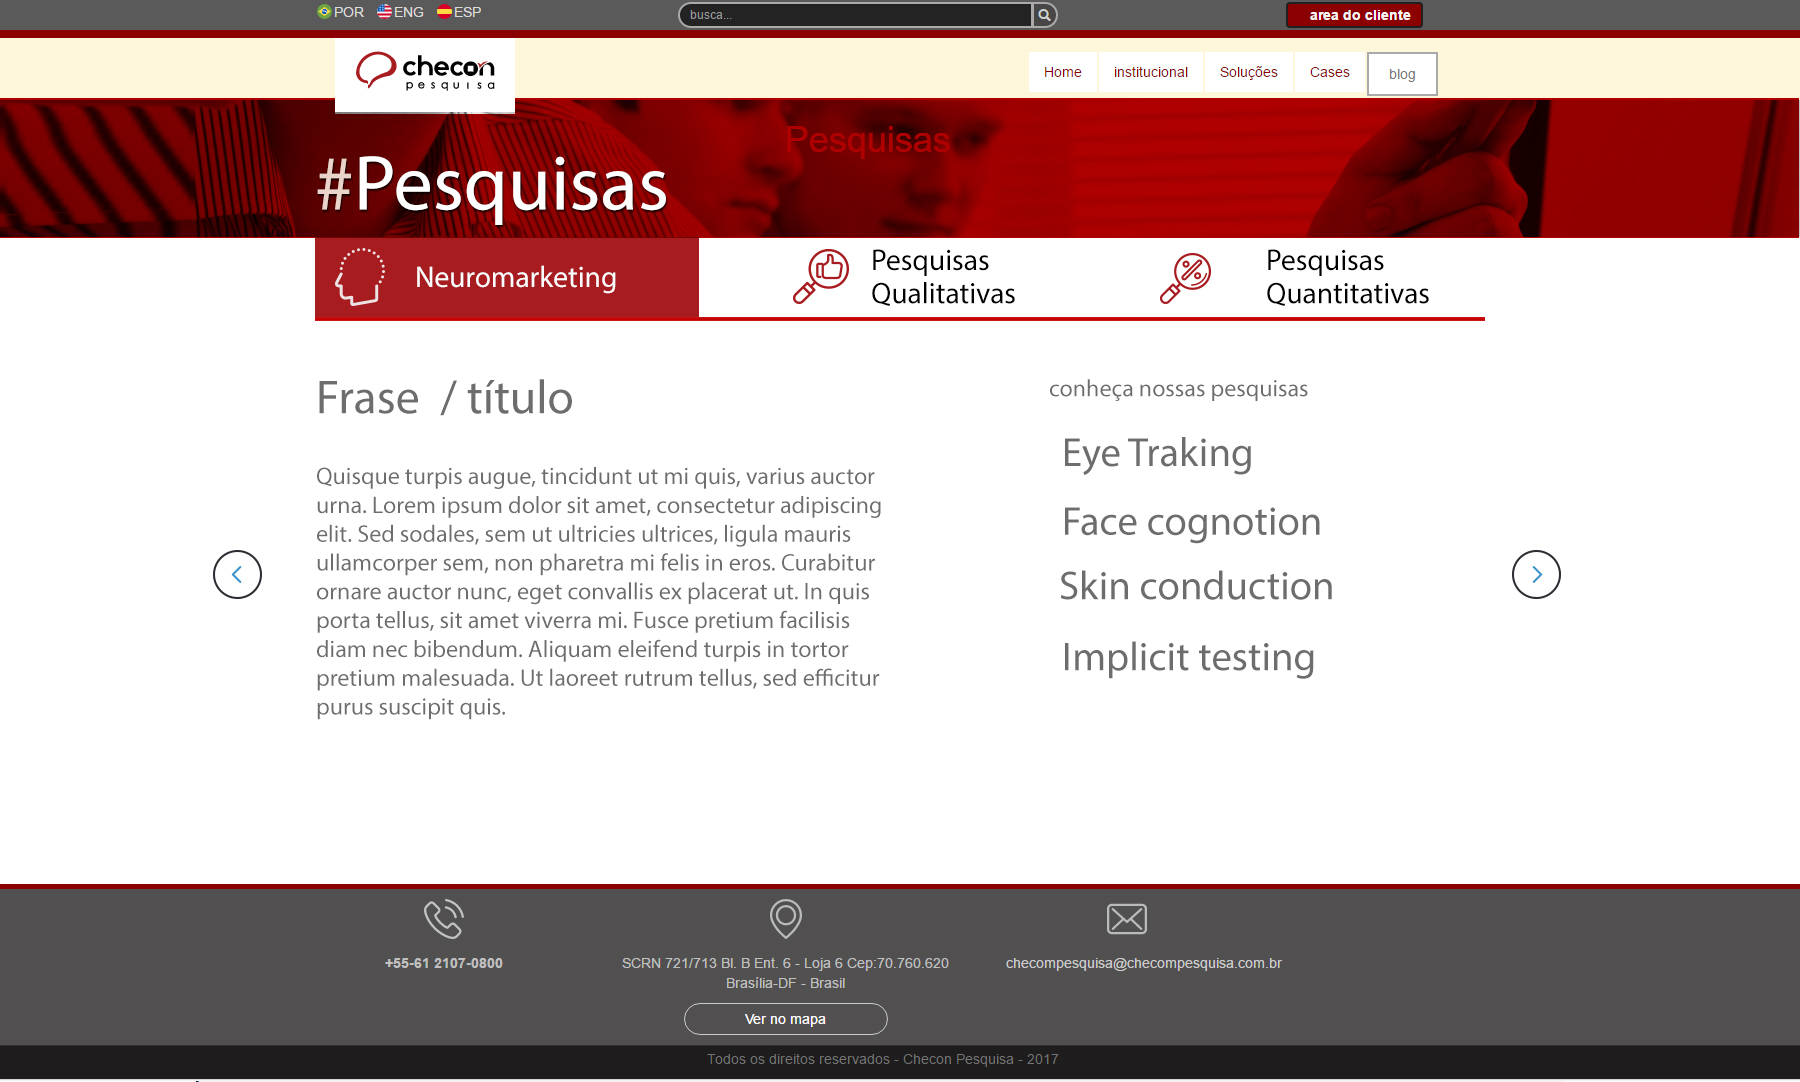 POR ENG ESP
busca...
area do cliente
checon
pesquisa
Home institucional Soluções Cases blog
Pesquisas
#Pesquisas
Neuromarketing
Pesquisas
Qualitativas
Pesquisas
Quantitativas
Frase / título
Quisque turpis augue, tincidunt ut mi quis, varius auctor
urna. Lorem ipsum dolor sit amet, consectetur adipiscing
elit. Sed sodales, sem ut ultricies ultrices, ligula mauris
ullamcorper sem, non pharetra mi felis in eros. Curabitur
ornare auctor nunc, eget convallis ex placerat ut. In quis
porta tellus, sit amet viverra mi. Fusce pretium facilisis
diam nec bibendum. Aliquam eleifend turpis in tortor
pretium malesuada. Ut laoreet rutrum tellus, sed efficitur
purus suscipit quis.
conheça nossas pesquisas
Eye Traking
Face cognotion
Skin conduction
Implicit testing
+55-61 2107-0800
SCRN 721/713 Bl. B Ent. 6 - Loja 6 Cep:70.760.620
Brasília-DF - Brasil
Ver no mapa
checompesquisa@checompesquisa.com.br
Todos os direitos reservados - Checon Pesquisa - 2017